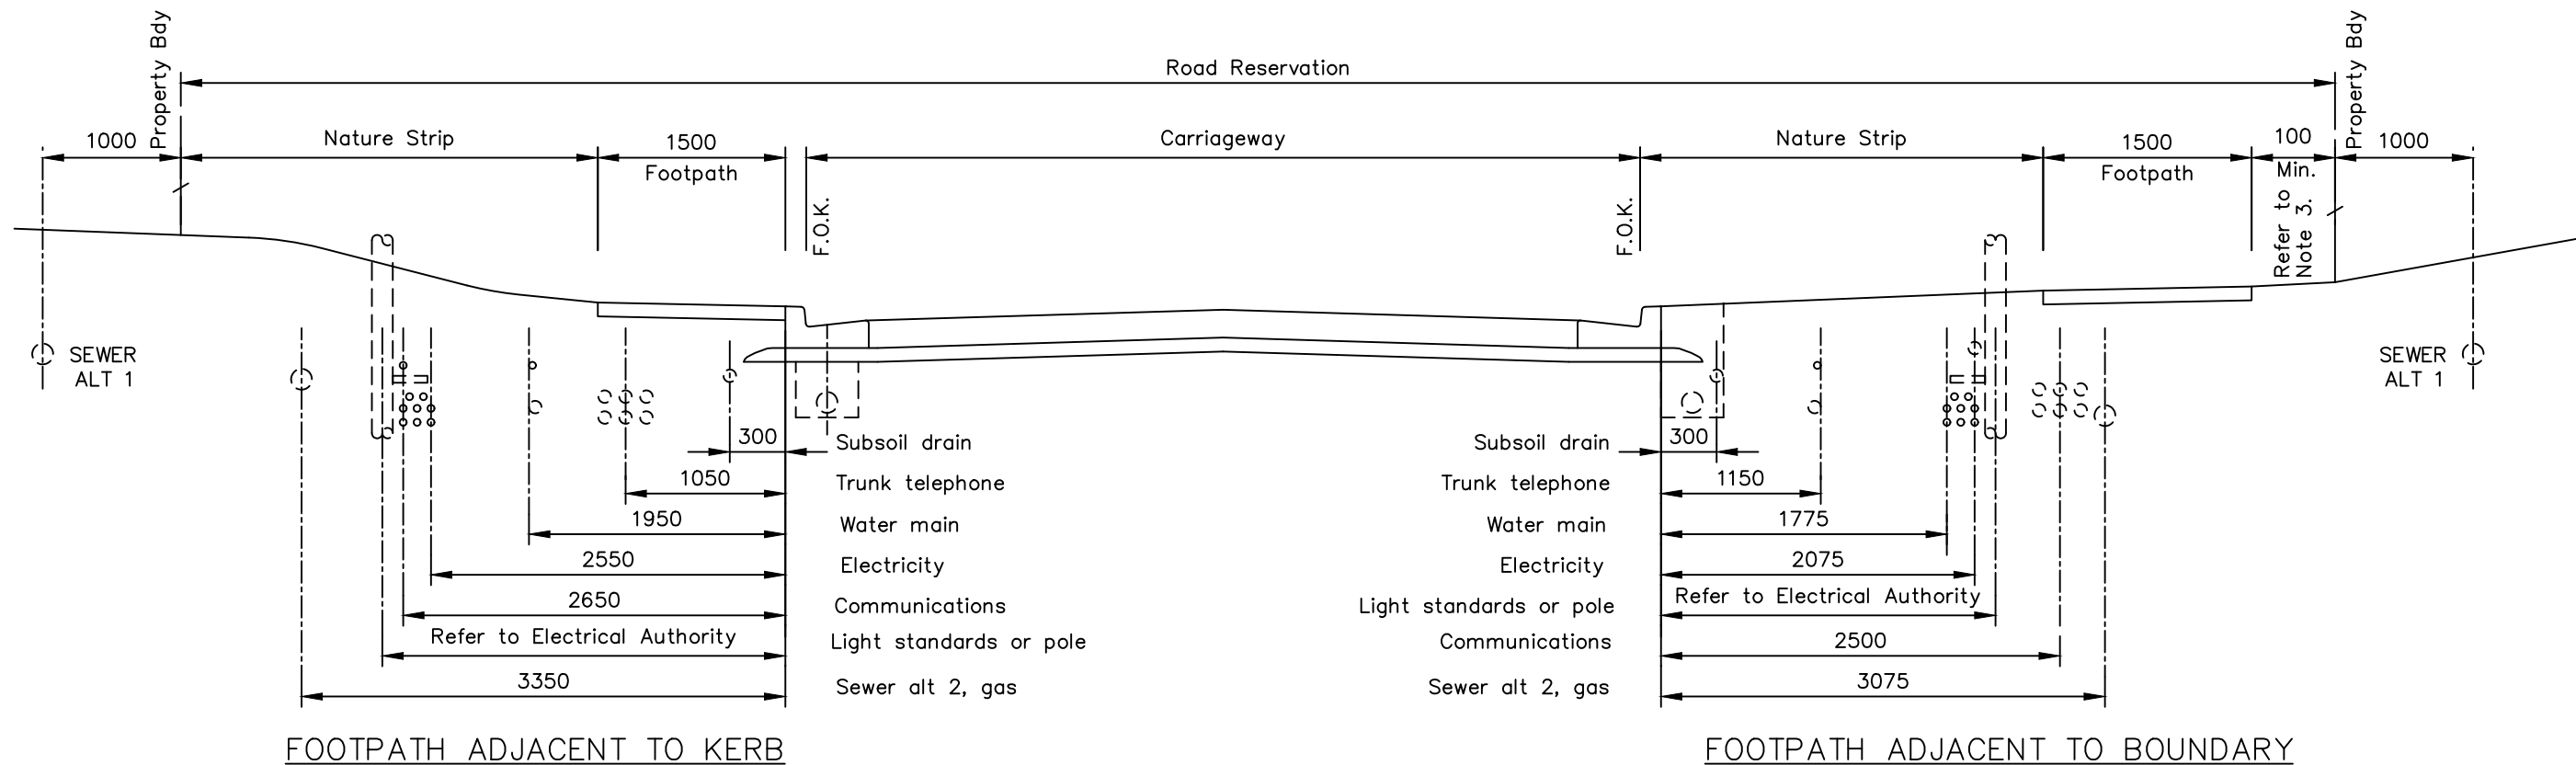 Property Bdy
Road Reservation
Property Bdy
1000
Nature Strip
1500
Footpath
Carriageway
Nature Strip
1500
Footpath
100
Min.
Refer to
Note 3.
1000
F.O.K.
F.O.K.
SEWER
ALT 1
SEWER
ALT 1
300
Subsoil drain
Subsoil drain
300
1050
Trunk telephone
Trunk telephone
1150
1950
Water main
Water main
1775
2550
Electricity
Electricity
2075
2650
Communications
Light standards or pole
Refer to Electrical Authority
Refer to Electrical Authority
Light standards or pole
Communications
2500
3350
Sewer alt 2, gas
Sewer alt 2, gas
3075
FOOTPATH ADJACENT TO KERB
FOOTPATH ADJACENT TO BOUNDARY